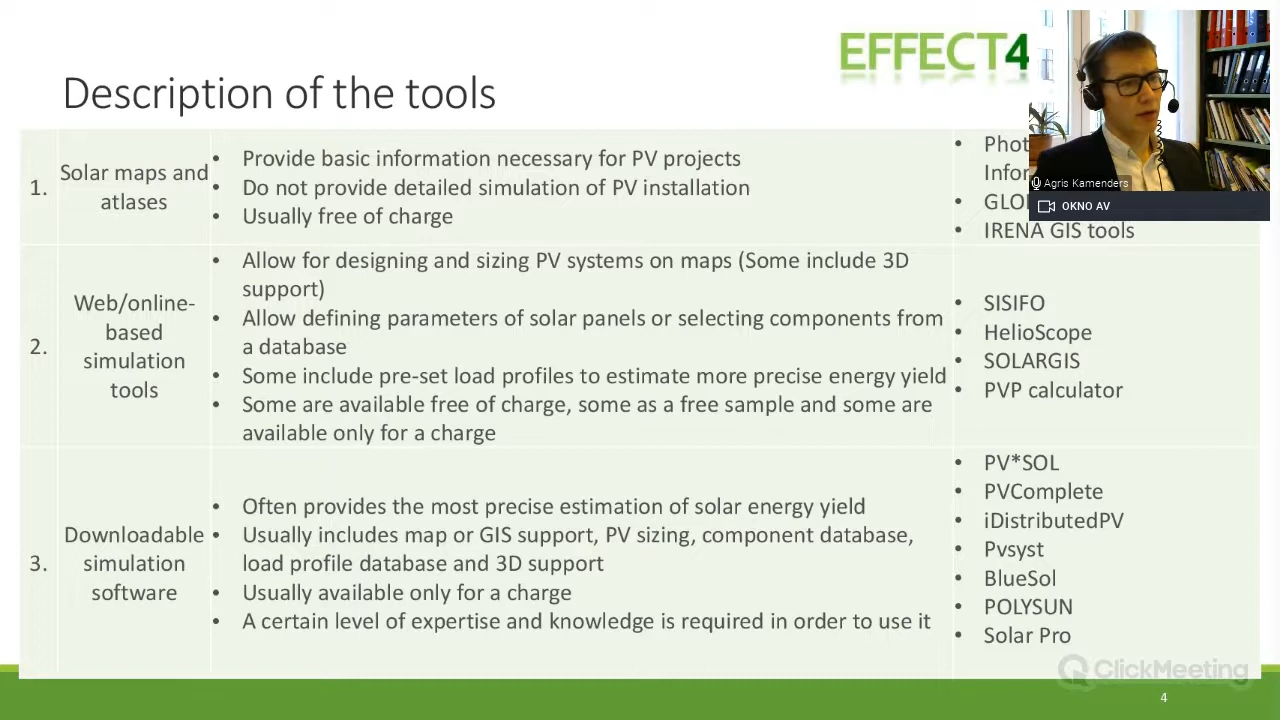 EFFECT4
Description of the tools
1.
Solar maps and
atlases
• Provide basic information necessary for PV projects
• Do not provide detailed simulation of PV installation
• Usually free of charge
•
•
• IRENA GIS tools
Agris Kamenders
OKNO AV
2.
Web/online-
based
simulation
tools
• Allow for designing and sizing PV systems on maps (Some include 3D
support)
• Allow defining parameters of solar panels or selecting components from
a database
• Some include pre-set load profiles to estimate more precise energy yield
• Some are available free of charge, some as a free sample and some are
available only for a charge
• SISIFO
• HelioScope
• SOLARGIS
• PVP calculator
3.
Downloadable
simulation
software
• Often provides the most precise estimation of solar energy yield
• Usually includes map or GIS support, PV sizing, component database,
load profile database and 3D support
• Usually available only for a charge
• A certain level of expertise and knowledge is required in order to use it
• PV*SOL
• PVComplete
• iDistributedPV
• Pvsyst
• BlueSol
• POLYSUN
• Solar Pro
ClickMeeting
4